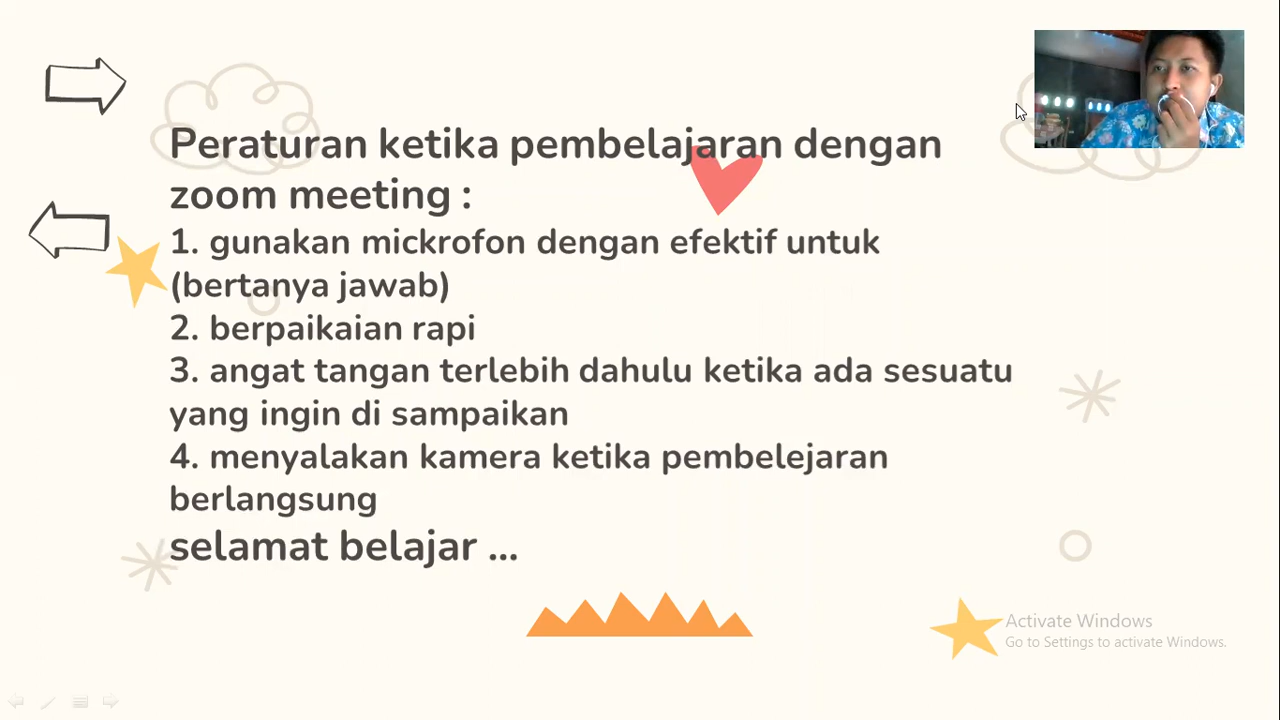 Peraturan ketika pembelajaran dengan
zoom meeting :
1. gunakan mickrofon dengan efektif untuk
(bertanya jawab)
2. berpaikaian rapi
3. angat tangan terlebih dahulu ketika ada sesuatu
yang ingin di sampaikan
4. menyalakan kamera ketika pembelejaran
berlangsung
selamat belajar ...
Activate Windows
Go to Settings to activate Windows.